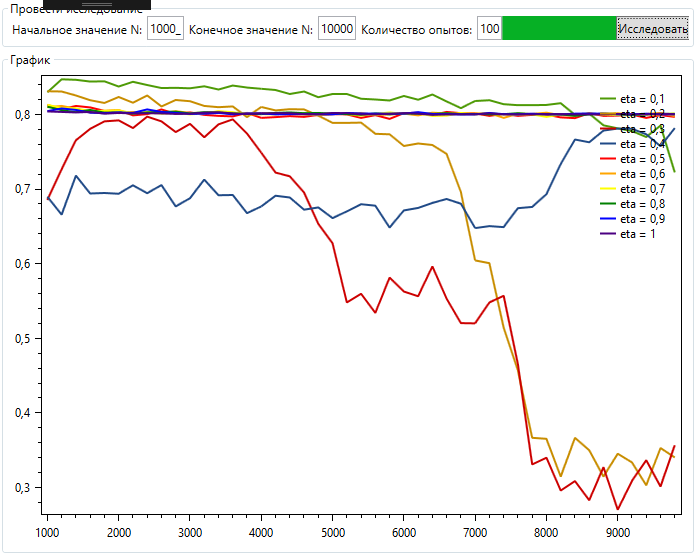 Провести исследование
Начальное значение N: 1000_ Конечное значение N: 10000 Количество опытов: 100 Исследовать
График
eta = 0,1
eta = 0,2
eta = 0,3
eta = 0,4
eta = 0,5
eta = 0,6
eta = 0,7
eta = 0,8
eta = 0,9
eta = 1
0,8
0,7
0,6
0,5
0,4
0,3
1000 2000 3000 4000 5000 6000 7000 8000 9000